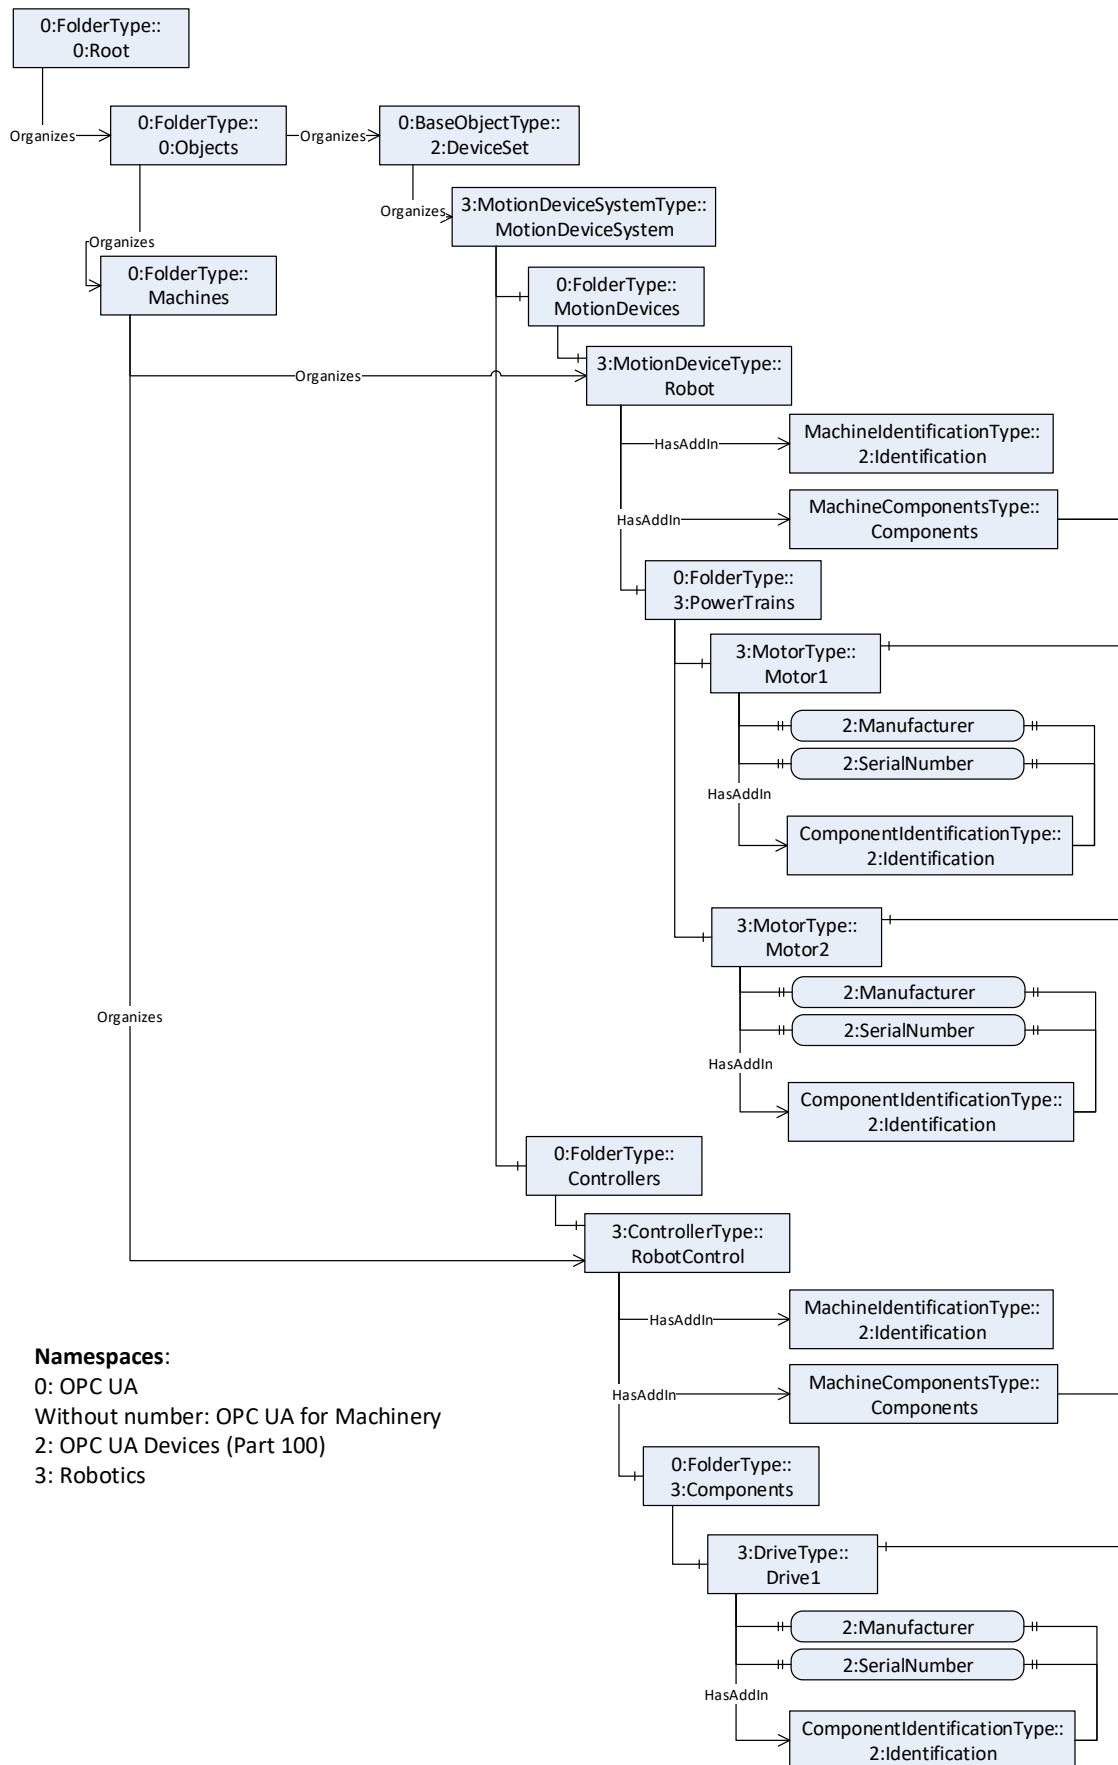 0:FolderType::
0:Root
Organizes
0:FolderType::
0:Objects
Organizes
0:BaseObjectType::
2:DeviceSet
Organizes
3:MotionDeviceSystemType::
MotionDeviceSystem
Organizes
0:FolderType::
Machines
0:FolderType::
MotionDevices
3:MotionDeviceType::
Robot
Organizes
HasAddIn
MachineIdentificationType::
2:Identification
HasAddIn
MachineComponentsType::
Components
0:FolderType::
3:PowerTrains
3:MotorType::
Motor1
2:Manufacturer
2:SerialNumber
HasAddIn
ComponentIdentificationType::
2:Identification
3:MotorType::
Motor2
2:Manufacturer
2:SerialNumber
HasAddIn
ComponentIdentificationType::
2:Identification
Organizes
0:FolderType::
Controllers
3:ControllerType::
RobotControl
HasAddIn
MachineIdentificationType::
2:Identification
HasAddIn
MachineComponentsType::
Components
0:FolderType::
3:Components
3:DriveType::
Drive1
2:Manufacturer
2:SerialNumber
HasAddIn
ComponentIdentificationType::
2:Identification
Namespaces:
0: OPC UA
Without number: OPC UA for Machinery
2: OPC UA Devices (Part 100)
3: Robotics